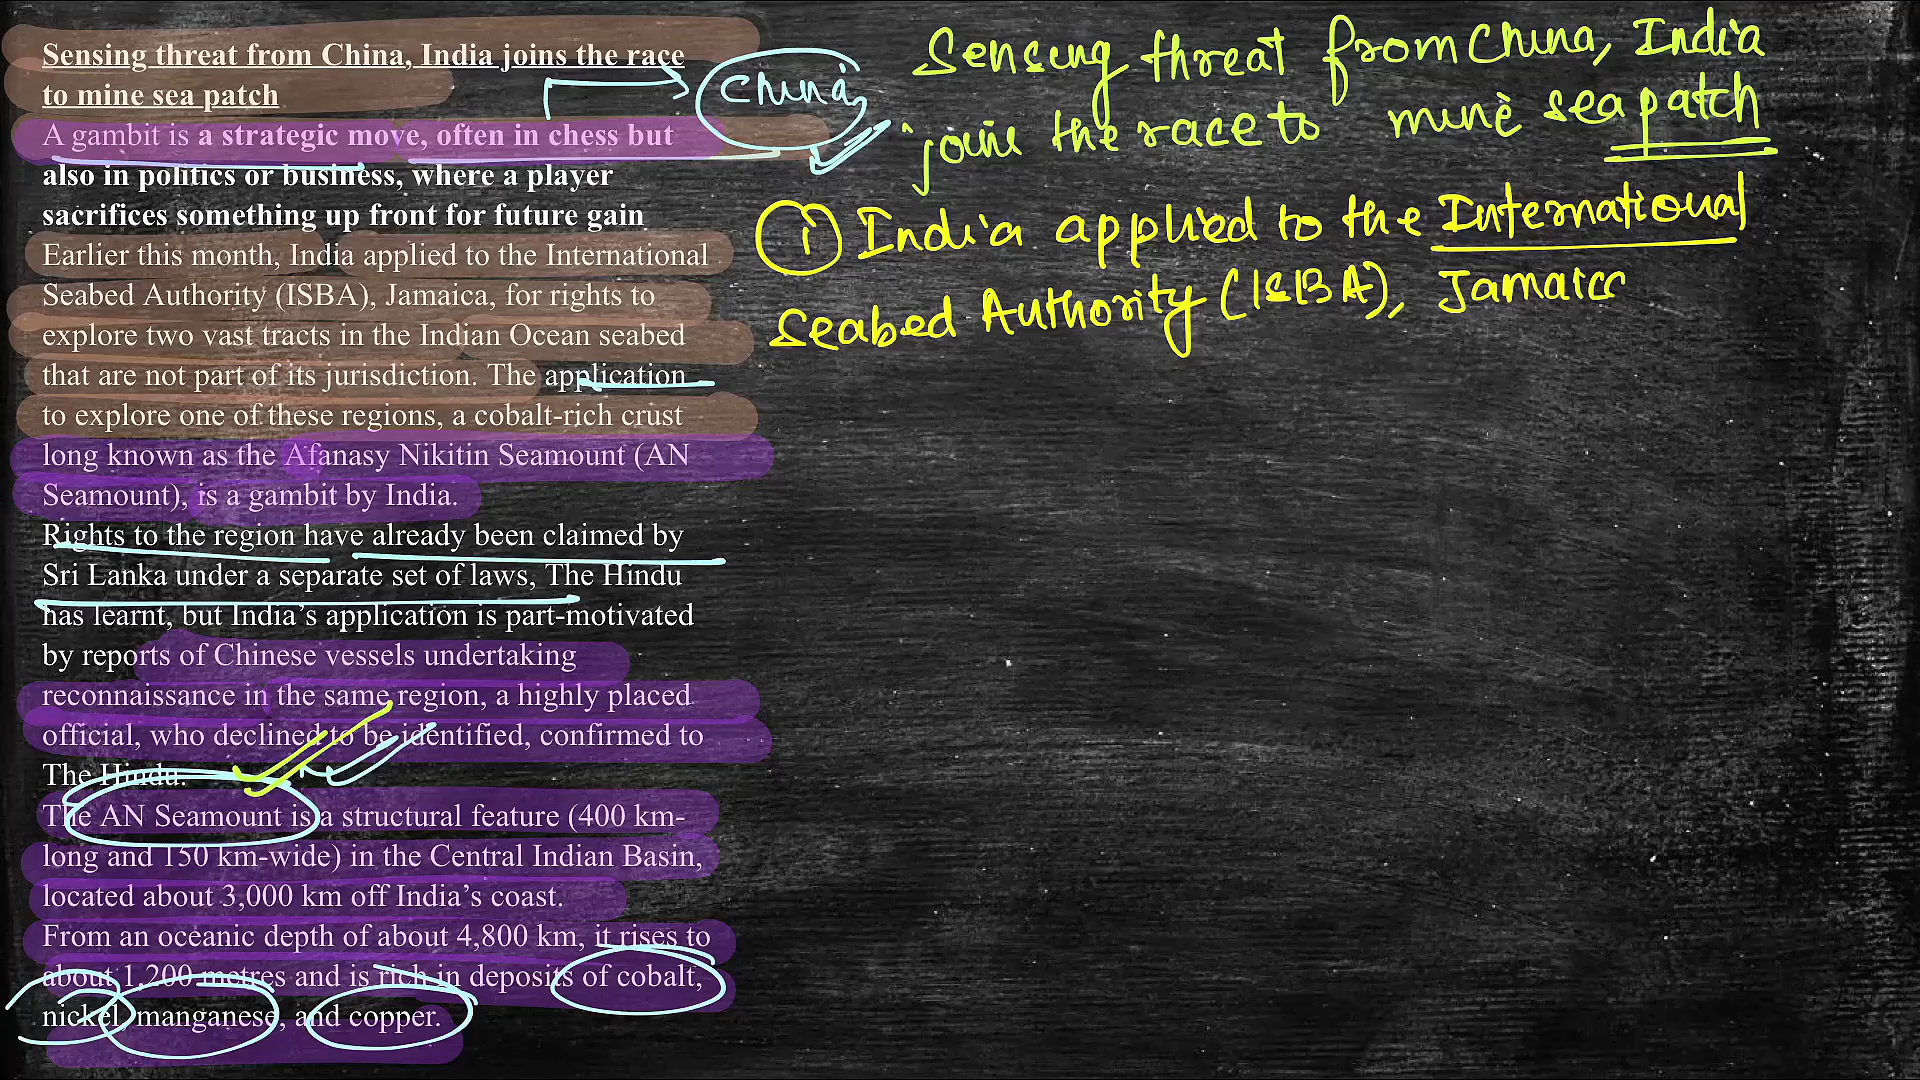 Sensing threat from China, India joins the race
to mine sea patch
A gambit is a strategic move, often in chess but
also in politics or business, where a player
sacrifices something up front for future gain
Earlier this month, India applied to the International
Seabed Authority (ISBA), Jamaica, for rights to
explore two vast tracts in the Indian Ocean seabed
that are not part of its jurisdiction. The application
to explore one of these regions, a cobalt-rich crust
long known as the Afanasy Nikitin Seamount (AN
Seamount), is a gambit by India.
Rights to the region have already been claimed by
Sri Lanka under a separate set of laws, The Hindu
has learnt, but India's application is part-motivated
by reports of Chinese vessels undertaking
reconnaissance in the same region, a highly placed
official, who declined to be identified, confirmed to
The Hindu.
The AN Seamount is a structural feature (400 km-
long and 150 km-wide) in the Central Indian Basin,
located about 3,000 km off India's coast.
From an oceanic depth of about 4,800 km, it rises to
about 1,200 metres and is rich in deposits of cobalt,
nickel, manganese, and copper.
China
Sensing threat from China, India
joins the race to mine sea patch
① India applied to the International
Seabed Authority (ISBA), Jamaica